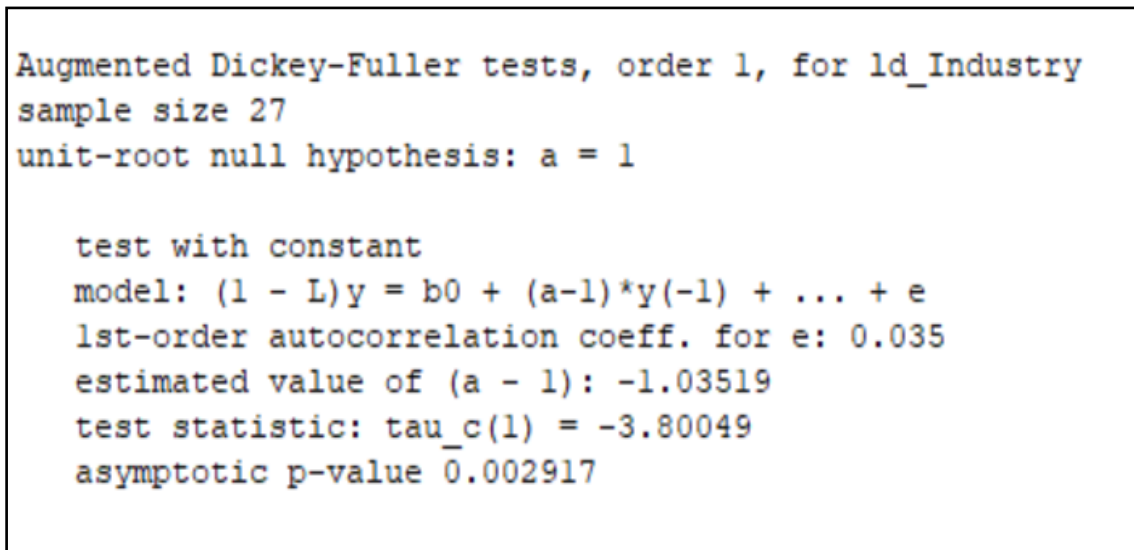 Augmented Dickey-Fuller tests, order 1, for ld_Industry
sample size 27
unit-root null hypothesis: a = 1
test with constant
model: (1 - L)y = b0 + (a-1)*y(-1) + ... + e
1st-order autocorrelation coeff. for e: 0.035
estimated value of (a - 1): -1.03519
test statistic: tau_c(1) = -3.80049
asymptotic p-value 0.002917